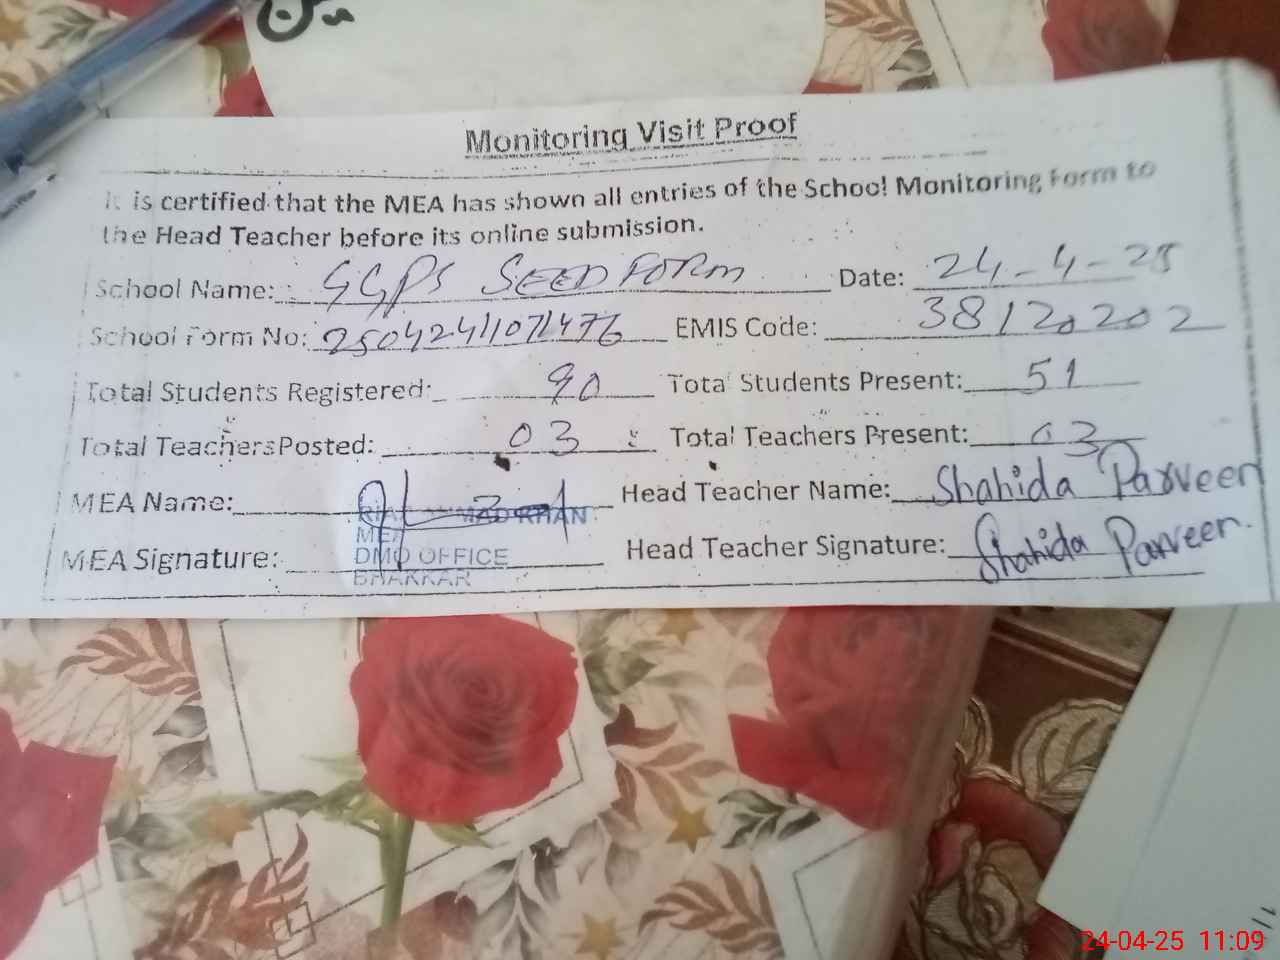 ن
Monitoring Visit Proof
It is certified that the MEA has shown all entries of the School Monitoring Form to
the Head Teacher before its online submission.
School Name: GGPS SEED FORM Date: 24-4-25
School Form No: 25042411071476 EMIS Code: 38120202
Total Students Registered: 90 Total Students Present: 51
Total Teachers Posted: 03 Total Teachers Present: 03
MEA Name: Head Teacher Name: Shahida Parveen
AHMAD KHAN
MEA
MEA Signature: DMO OFFICE Head Teacher Signature: Shahida Parveen.
BHAKKAR
24-04-25 11:09